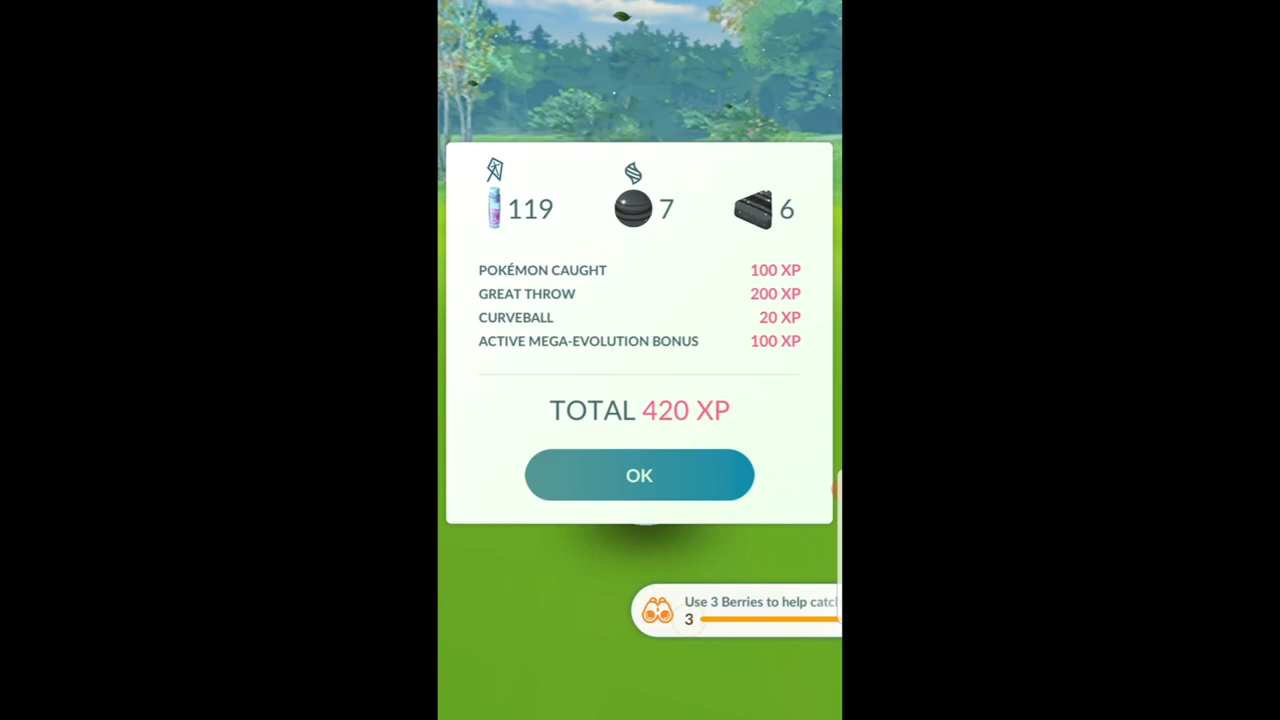 119 7 6
POKÉMON CAUGHT 100 XP
GREAT THROW 200 XP
CURVEBALL 20 XP
ACTIVE MEGA-EVOLUTION BONUS 100 XP
TOTAL 420 XP
OK
Use 3 Berries to help catch
3